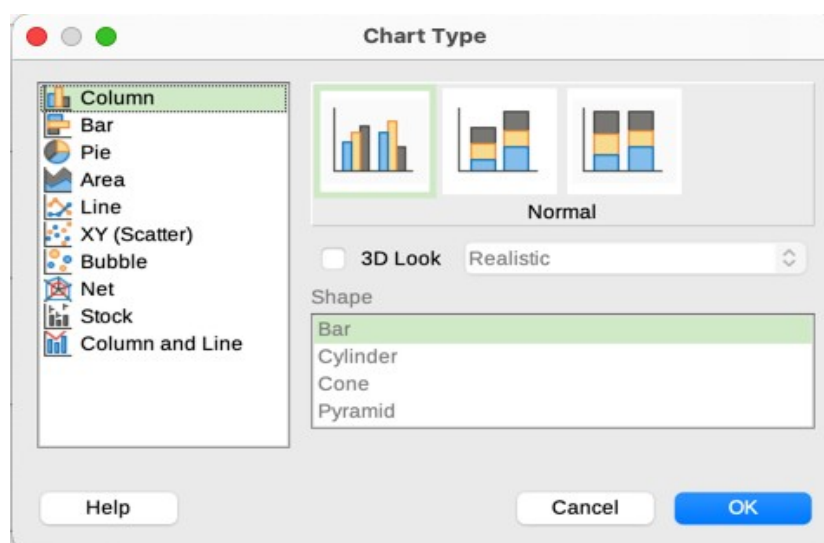 Chart Type
Column
Bar
Pie
Area
Line
XY (Scatter)
Bubble
Net
Stock
Column and Line
Normal
3D Look Realistic
Shape
Bar
Cylinder
Cone
Pyramid
Help Cancel OK